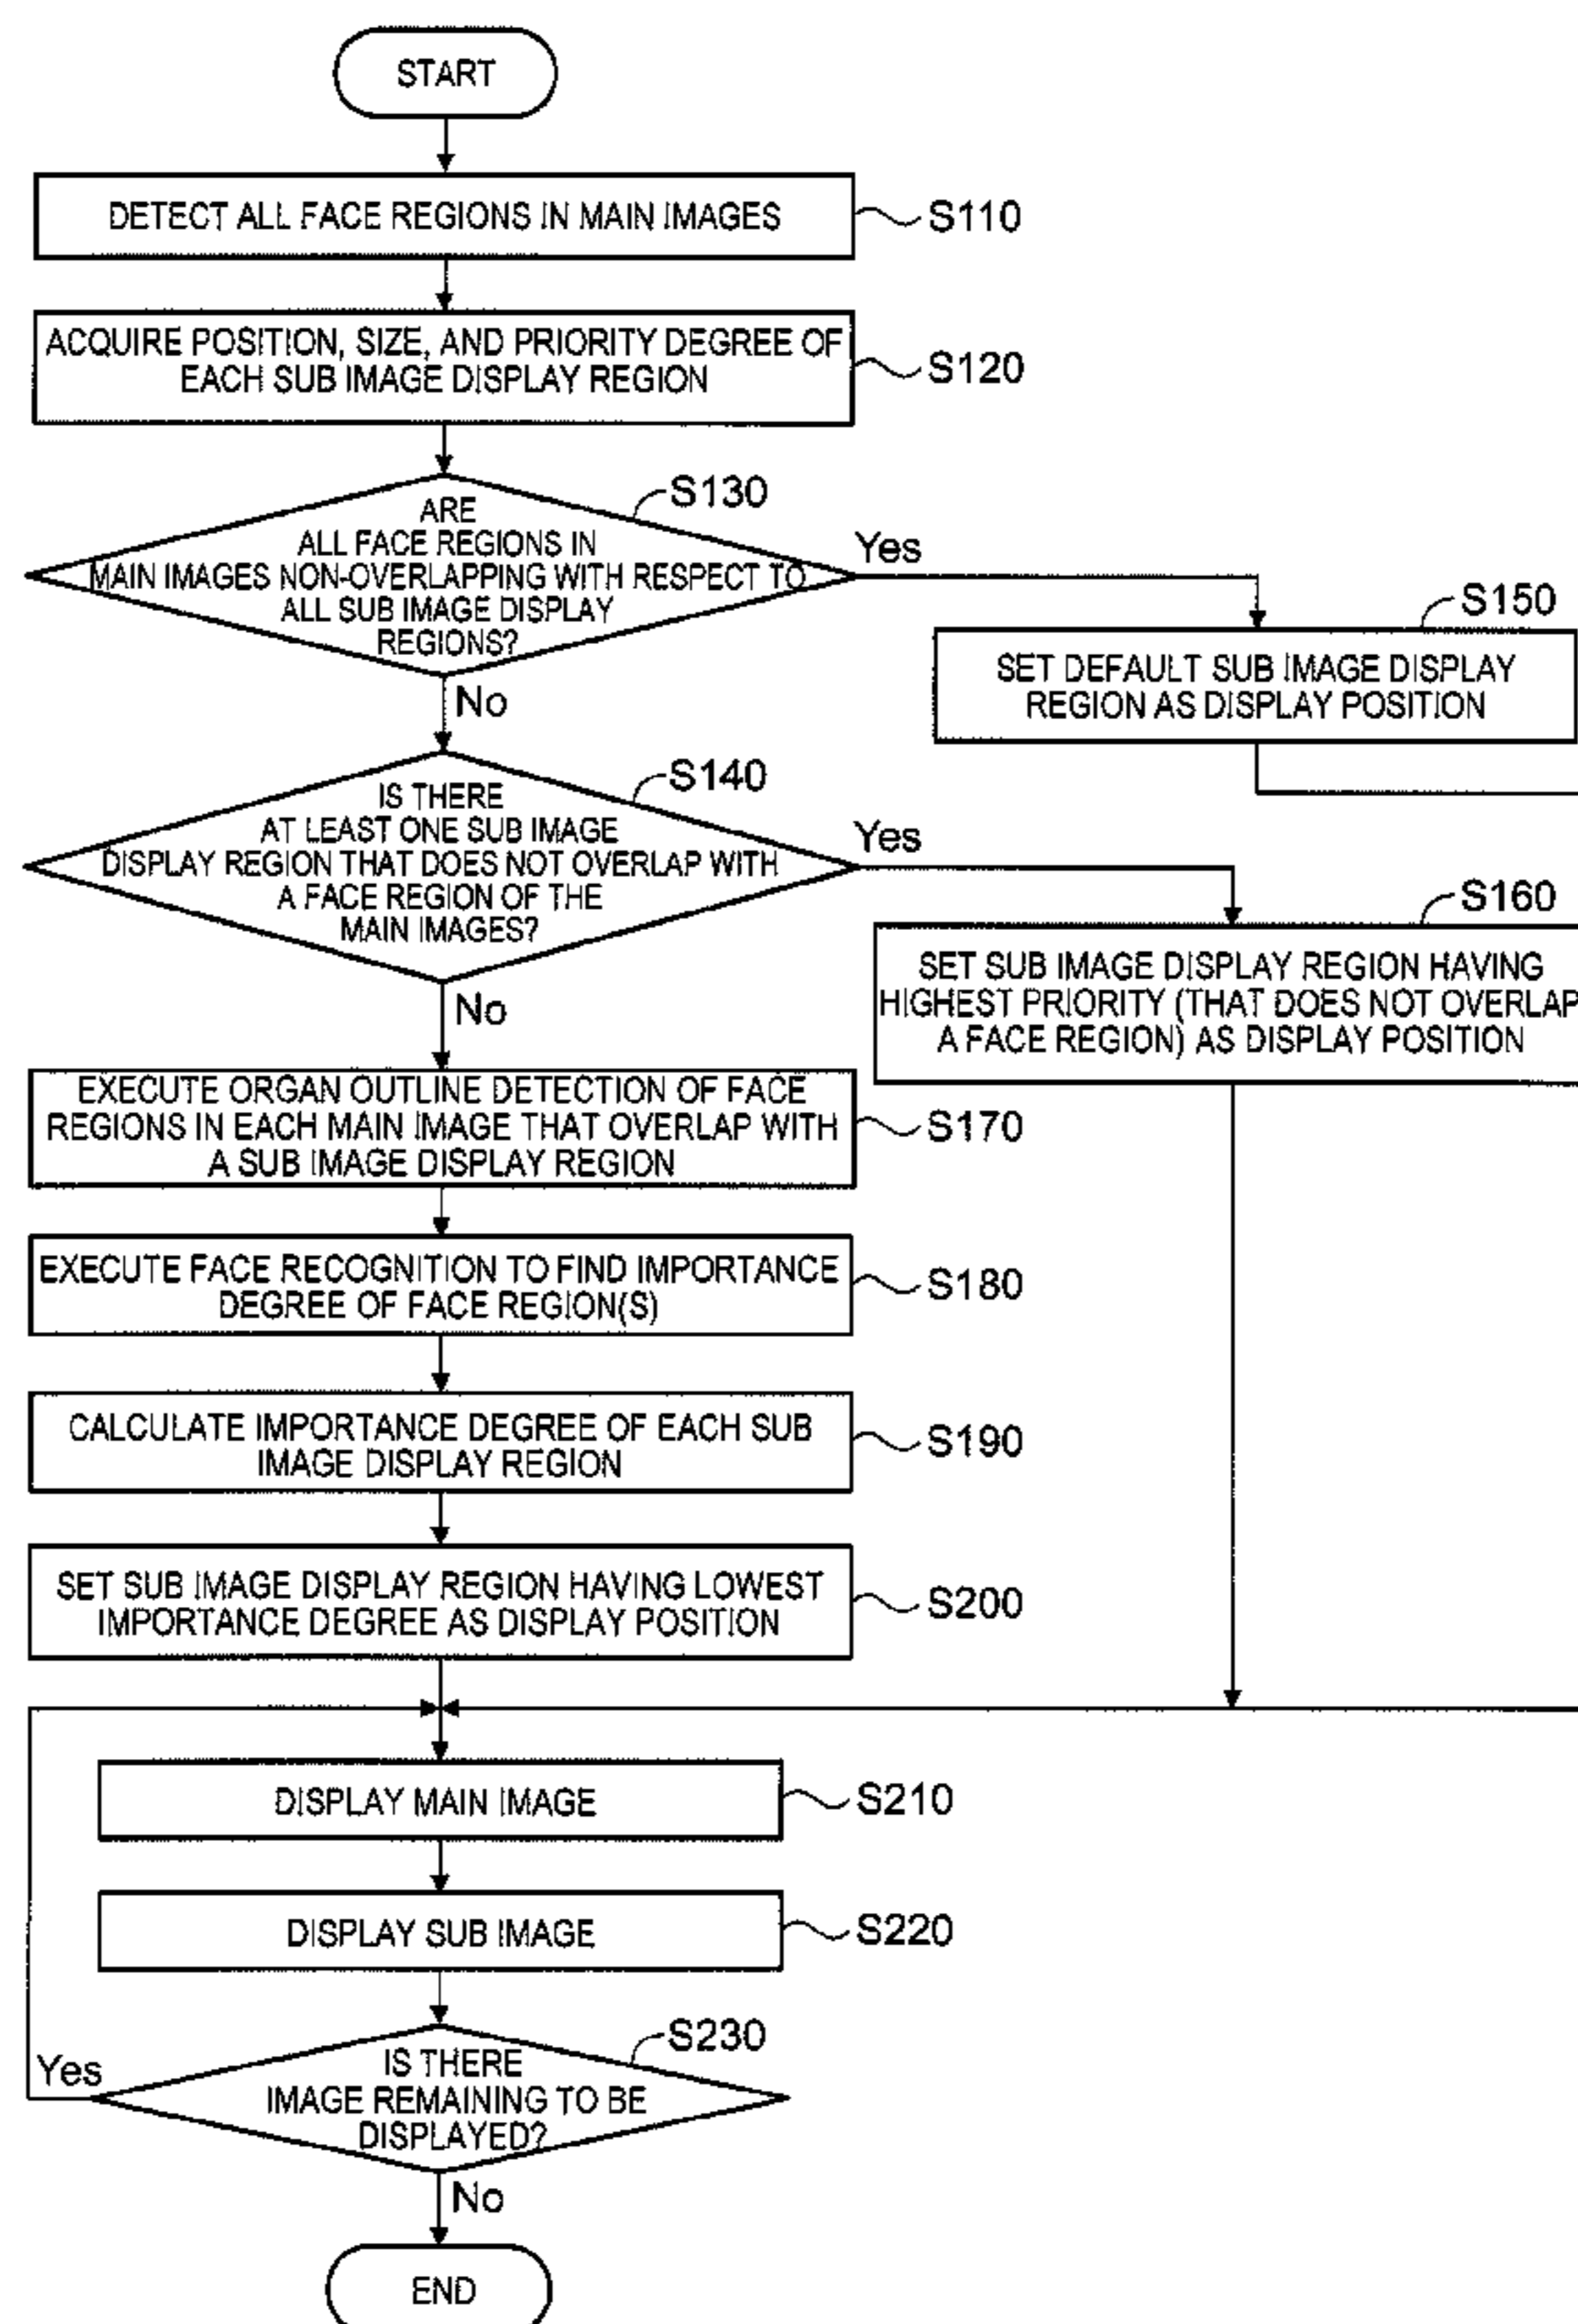 START
DETECT ALL FACE REGIONS IN MAIN IMAGES
S110
ACQUIRE POSITION, SIZE, AND PRIORITY DEGREE OF
EACH SUB IMAGE DISPLAY REGION
S120
S130
ARE
ALL FACE REGIONS IN
MAIN IMAGES NON-OVERLAPPING WITH RESPECT TO
ALL SUB IMAGE DISPLAY
REGIONS?
Yes
No
S150
SET DEFAULT SUB IMAGE DISPLAY
REGION AS DISPLAY POSITION
S140
IS THERE
AT LEAST ONE SUB IMAGE
DISPLAY REGION THAT DOES NOT OVERLAP WITH
A FACE REGION OF THE
MAIN IMAGES?
Yes
No
S160
SET SUB IMAGE DISPLAY REGION HAVING
HIGHEST PRIORITY (THAT DOES NOT OVERLAP
A FACE REGION) AS DISPLAY POSITION
EXECUTE ORGAN OUTLINE DETECTION OF FACE
REGIONS IN EACH MAIN IMAGE THAT OVERLAP WITH
A SUB IMAGE DISPLAY REGION
S170
EXECUTE FACE RECOGNITION TO FIND IMPORTANCE
DEGREE OF FACE REGION(S)
S180
CALCULATE IMPORTANCE DEGREE OF EACH SUB
IMAGE DISPLAY REGION
S190
SET SUB IMAGE DISPLAY REGION HAVING LOWEST
IMPORTANCE DEGREE AS DISPLAY POSITION
S200
DISPLAY MAIN IMAGE
S210
DISPLAY SUB IMAGE
S220
S230
IS THERE
IMAGE REMAINING TO BE
DISPLAYED?
Yes
No
END